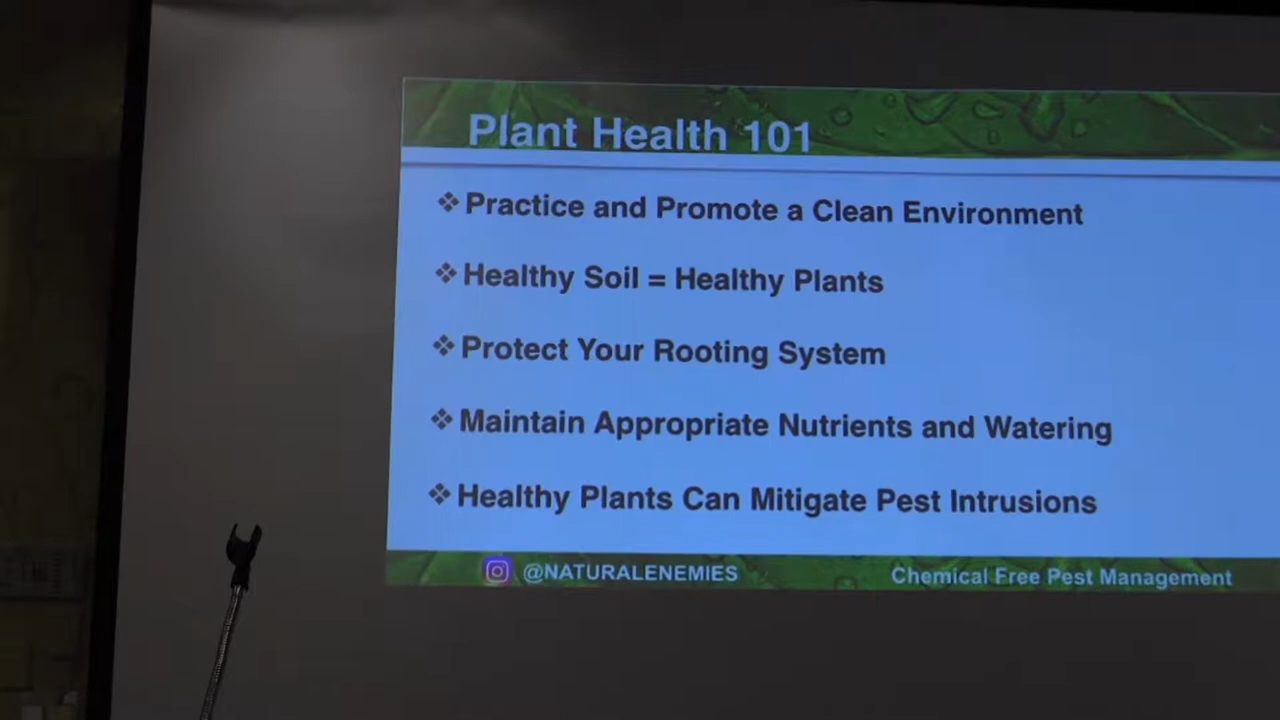 Plant Health 101
❖Practice and Promote a Clean Environment
❖Healthy Soil = Healthy Plants
❖Protect Your Rooting System
❖Maintain Appropriate Nutrients and Watering
❖Healthy Plants Can Mitigate Pest Intrusions
@NATURALENEMIES
Chemical Free Pest Management